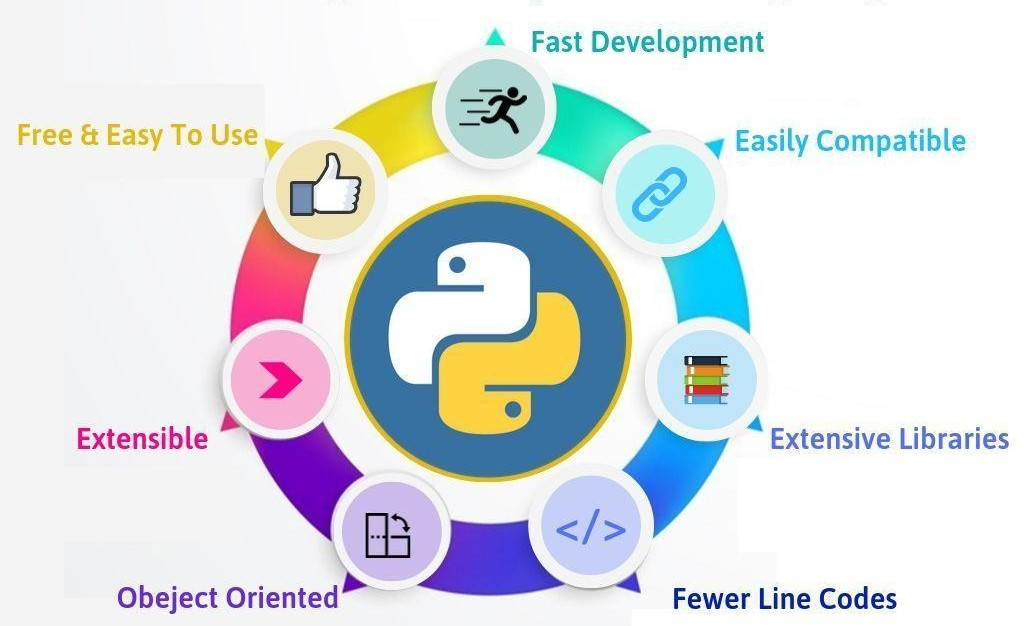 Fast Development
Free & Easy To Use
Easily Compatible
Extensible
Extensive Libraries
</>
Obeject Oriented
Fewer Line Codes